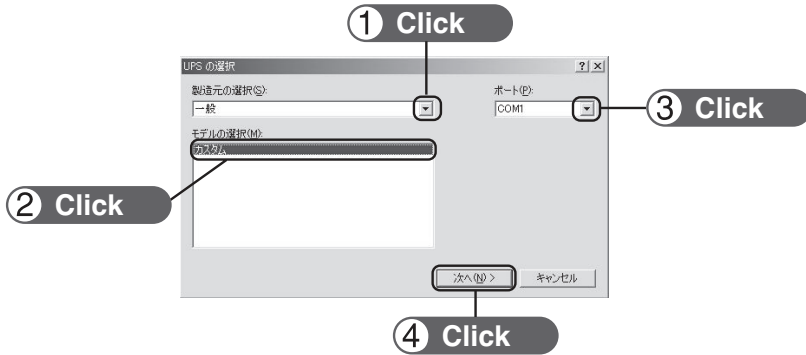 ① Click
UPS の選択
? ×
製造元の選択(S):
ポート(P):
一般
COM1
③ Click
モデルの選択(M):
カスタム
② Click
次へ(N) >
キャンセル
④ Click